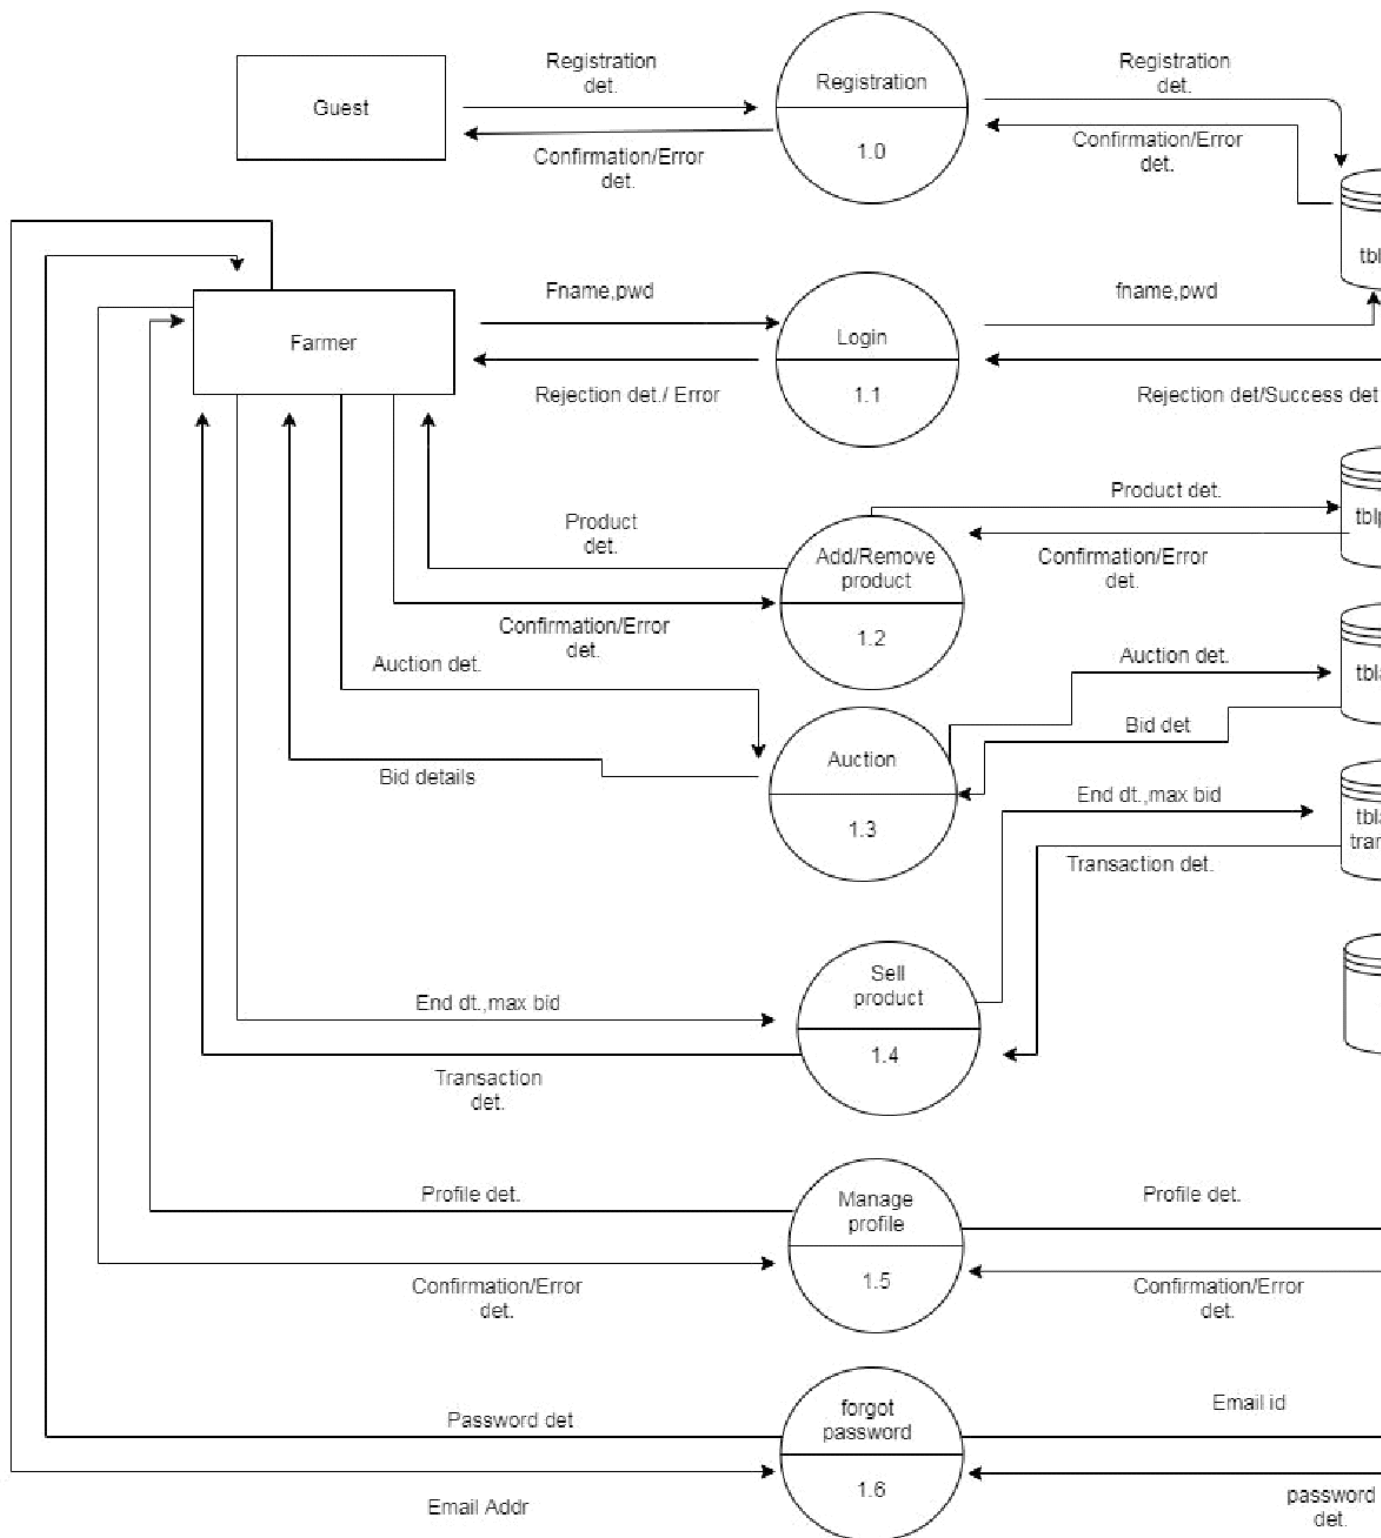 Registration
det.
Registration
Registration
det.
Guest
Confirmation/Error
det.
1.0
Confirmation/Error
det.
Fname,pwd
fname,pwd
Farmer
Login
Rejection det./ Error
1.1
Rejection det/Success det
Product det.
Product
det.
Add/Remove
product
Confirmation/Error
det.
Confirmation/Error
det.
1.2
Auction det.
Auction det.
Bid det
Auction
Bid details
End dt.,max bid
1.3
Transaction det.
Sell
product
End dt.,max bid
1.4
Transaction
det.
Profile det.
Manage
profile
Profile det.
Confirmation/Error
det.
1.5
Confirmation/Error
det.
Email id
Password det
forgot
password
1.6
Email Addr
password
det.